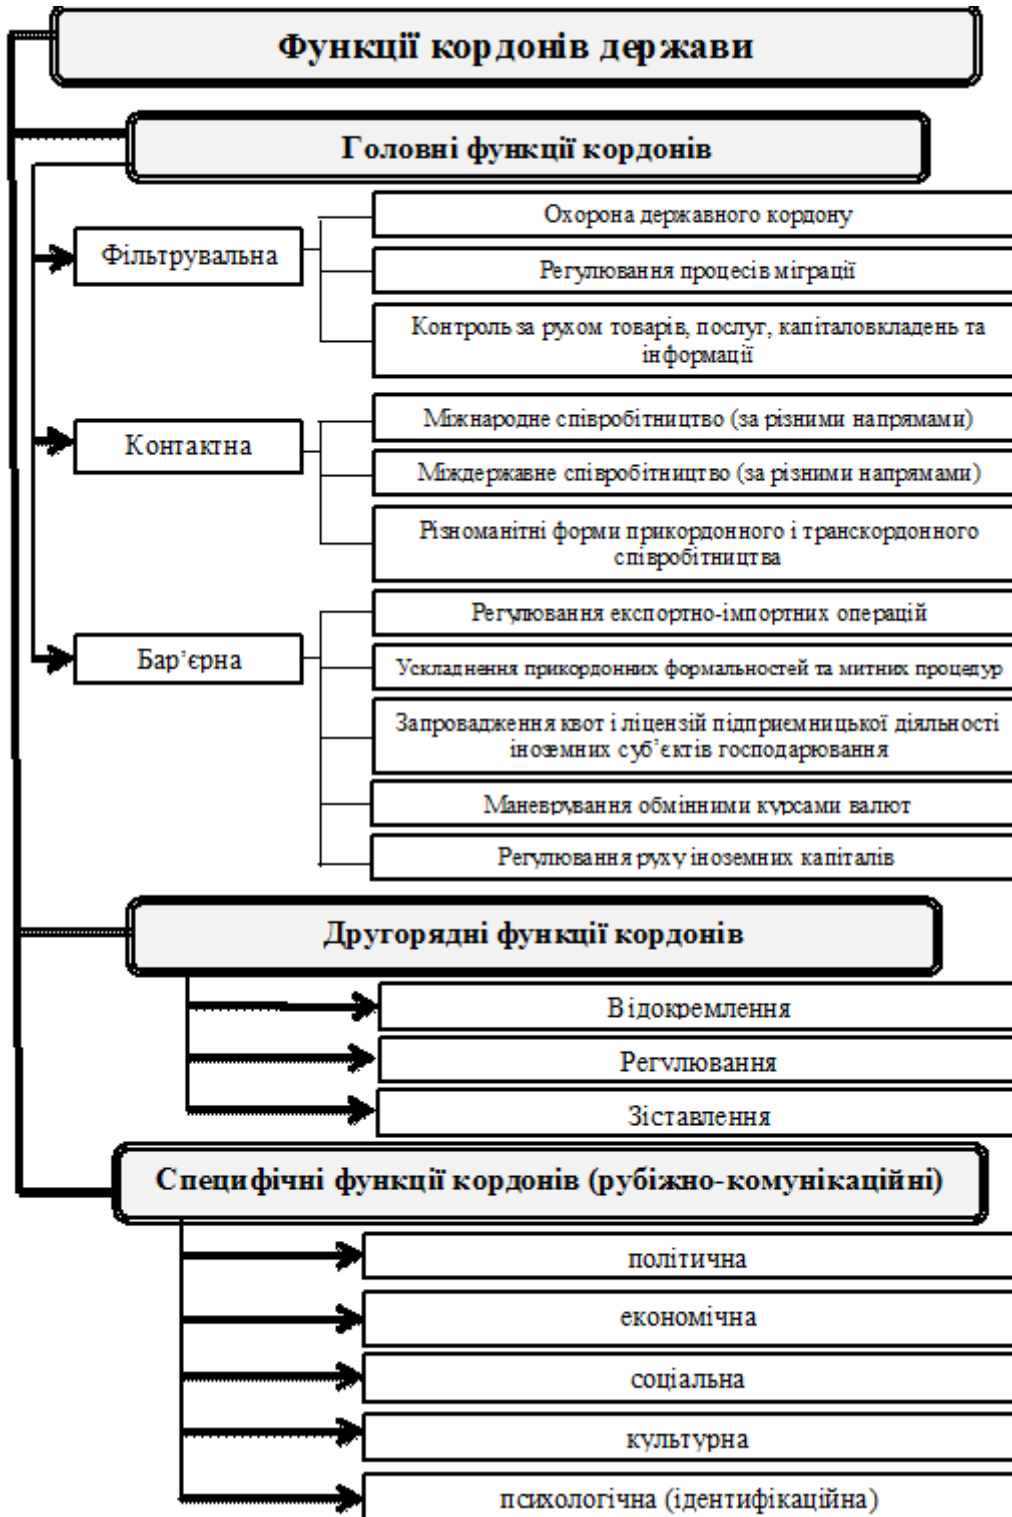 Функції кордонів держави
Головні функції кордонів
Фільтрувальна
Охорона державного кордону
Регулювання процесів міграції
Контроль за рухом товарів, послуг, капіталовкладень та
інформації
Контактна
Міжнародне співробітництво (за різними напрямами)
Міждержавне співробітництво (за різними напрямами)
Різноманітні форми прикордонного і транскордонного
співробітництва
Бар’єрна
Регулювання експортно-імпортних операцій
Ускладнення прикордонних формальностей та митних процедур
Запровадження квот і ліцензій підприємницької діяльності
іноземних суб’єктів господарювання
Маневрування обмінними курсами валют
Регулювання руху іноземних капіталів
Другорядні функції кордонів
Відокремлення
Регулювання
Зіставлення
Специфічні функції кордонів (рубіжно-комунікаційні)
політична
економічна
соціальна
культурна
психологічна (ідентифікаційна)